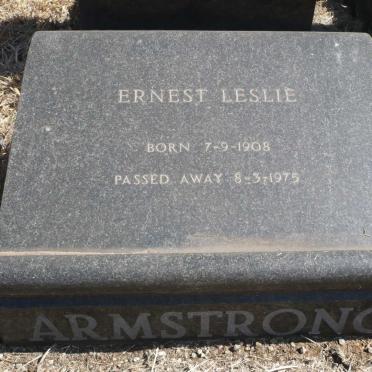 ERNEST LESLIE
BORN 7-9-1908
PASSED AWAY 8-3-1975
ARMSTRONG